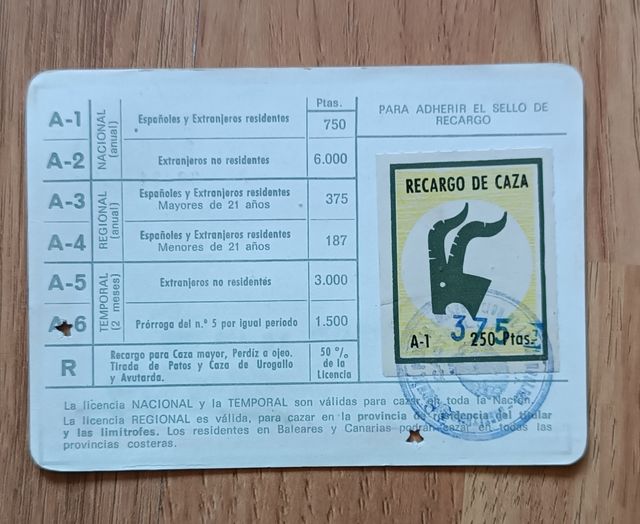 Ptas.
A-1
NACIONAL
(anual)
Españoles y Extranjeros residentes
750
A-2
Extranjeros no residentes
6.000
A-3
REGIONAL
(anual)
Españoles y Extranjeros residentes
Mayores de 21 años
375
A-4
Españoles y Extranjeros residentes
Menores de 21 años
187
A-5
TEMPORAL
(2 meses)
Extranjeros no residentes
3.000
A-6
Prórroga del n.º 5 por igual período
1.500
R
Recargo para Caza mayor, Perdíz a ojeo.
Tirada de Patos y Caza de Urogallo
y Avutarda.
50 %
de la
Licencia
PARA ADHERIR EL SELLO DE
RECARGO
RECARGO DE CAZA
375
A-1 250 Ptas.
La licencia NACIONAL y la TEMPORAL son válidas para cazar en toda la Nación.
La licencia REGIONAL es válida, para cazar en la provincia de residencia del titular
y las limítrofes. Los residentes en Baleares y Canarias podrán cazar en todas las
provincias costeras.